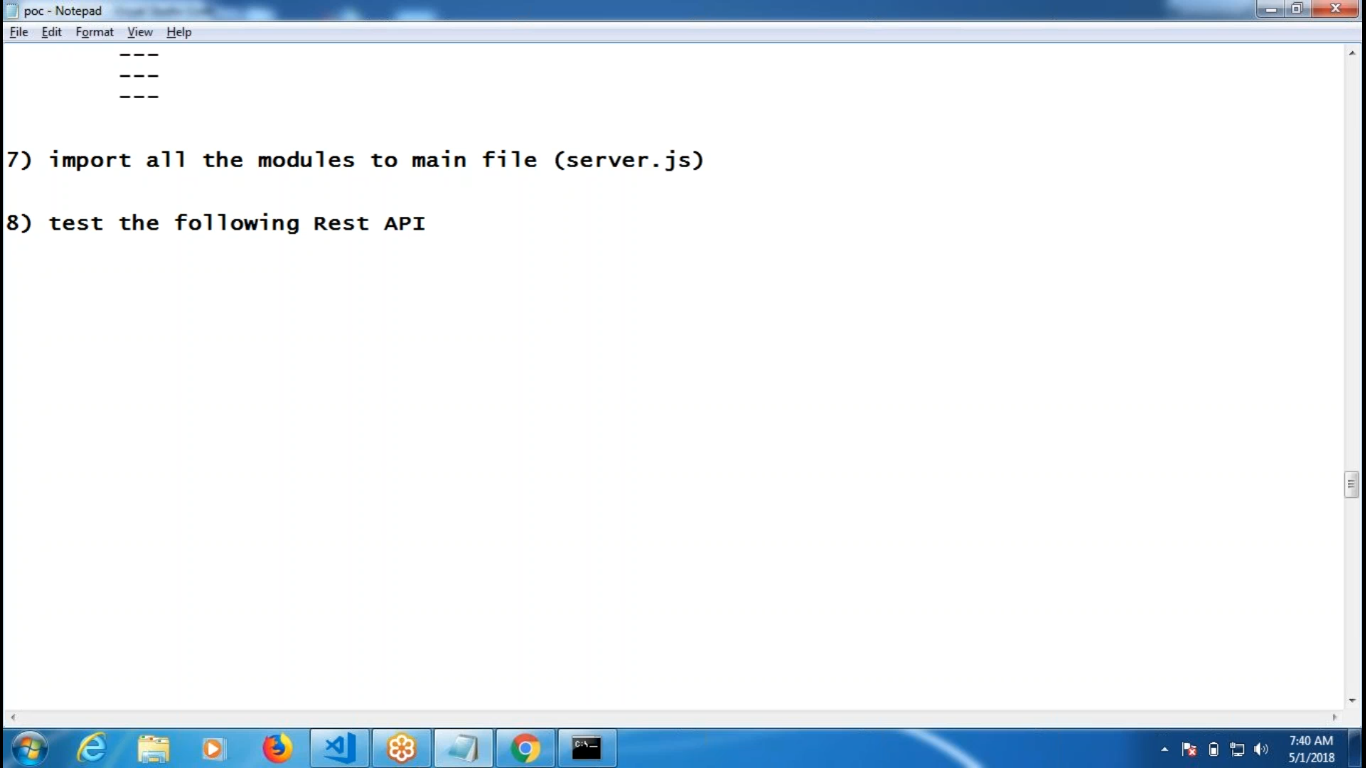 poc - Notepad
File Edit Format View Help
---
---
---
7) import all the modules to main file (server.js)
8) test the following Rest API
7:40 AM
5/1/2018